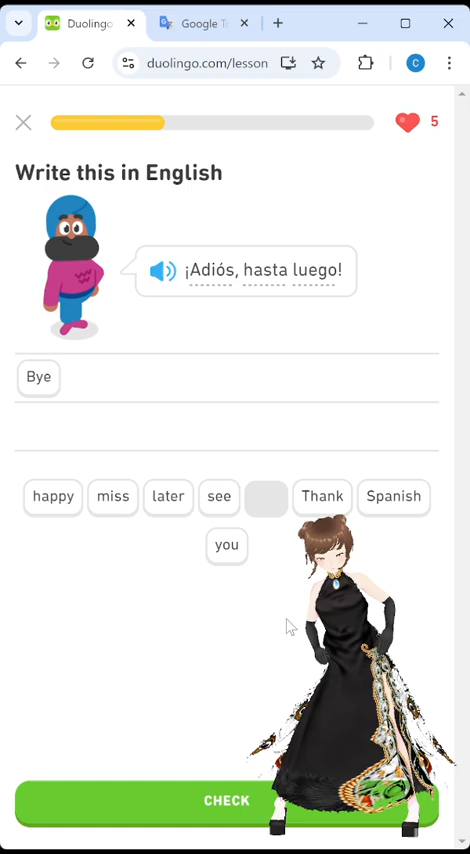 Duolingo
Google Tr
duolingo.com/lesson
C
5
Write this in English
¡Adiós, hasta luego!
Bye
happy miss later see Thank Spanish
you
CHECK